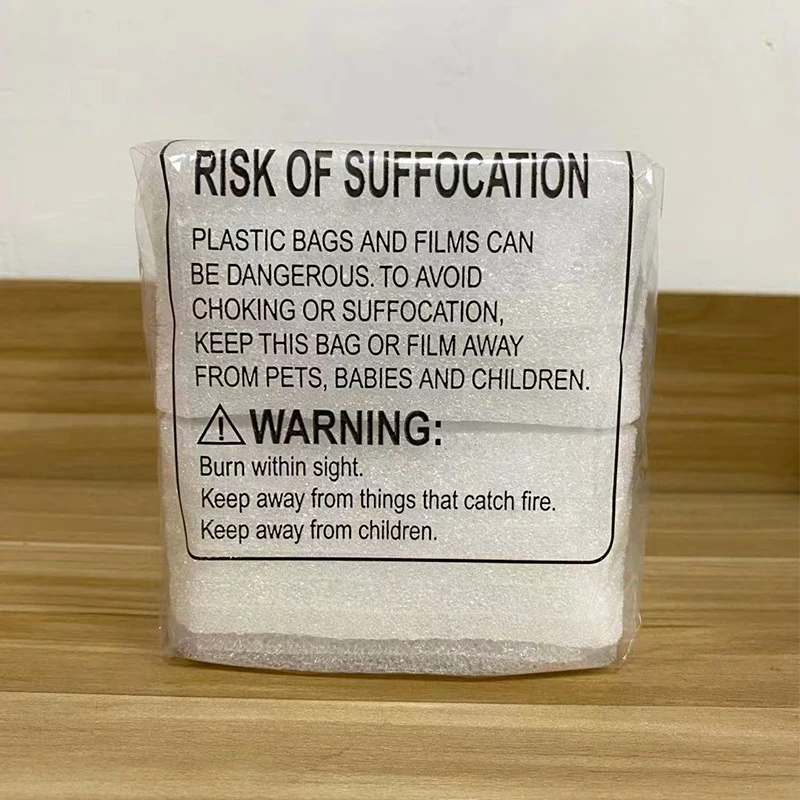 RISK OF SUFFOCATION
PLASTIC BAGS AND FILMS CAN
BE DANGEROUS. TO AVOID
CHOKING OR SUFFOCATION,
KEEP THIS BAG OR FILM AWAY
FROM PETS, BABIES AND CHILDREN.
WARNING:
Burn within sight.
Keep away from things that catch fire.
Keep away from children.